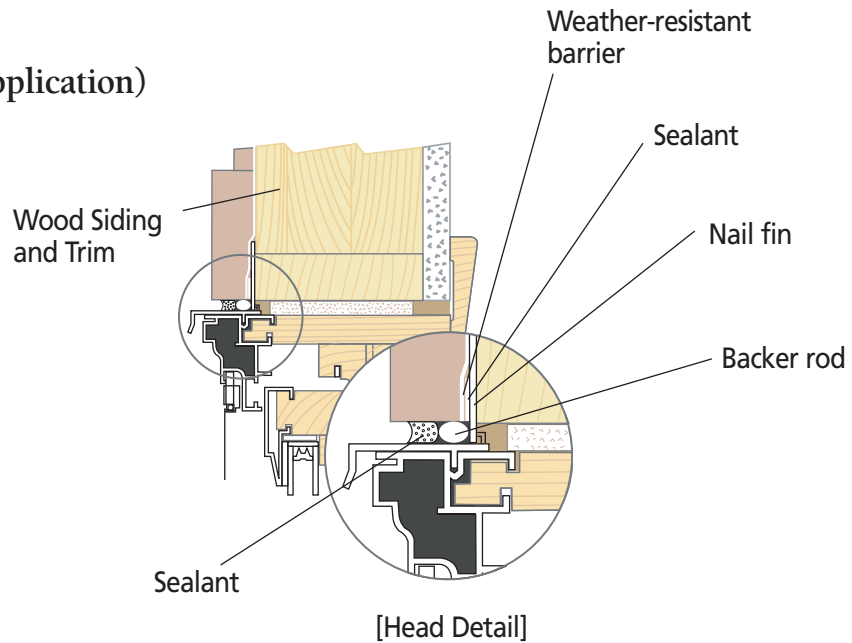 Weather-resistant
barrier
pplication)
Sealant
Wood Siding
and Trim
Nail fin
Backer rod
Sealant
[Head Detail]